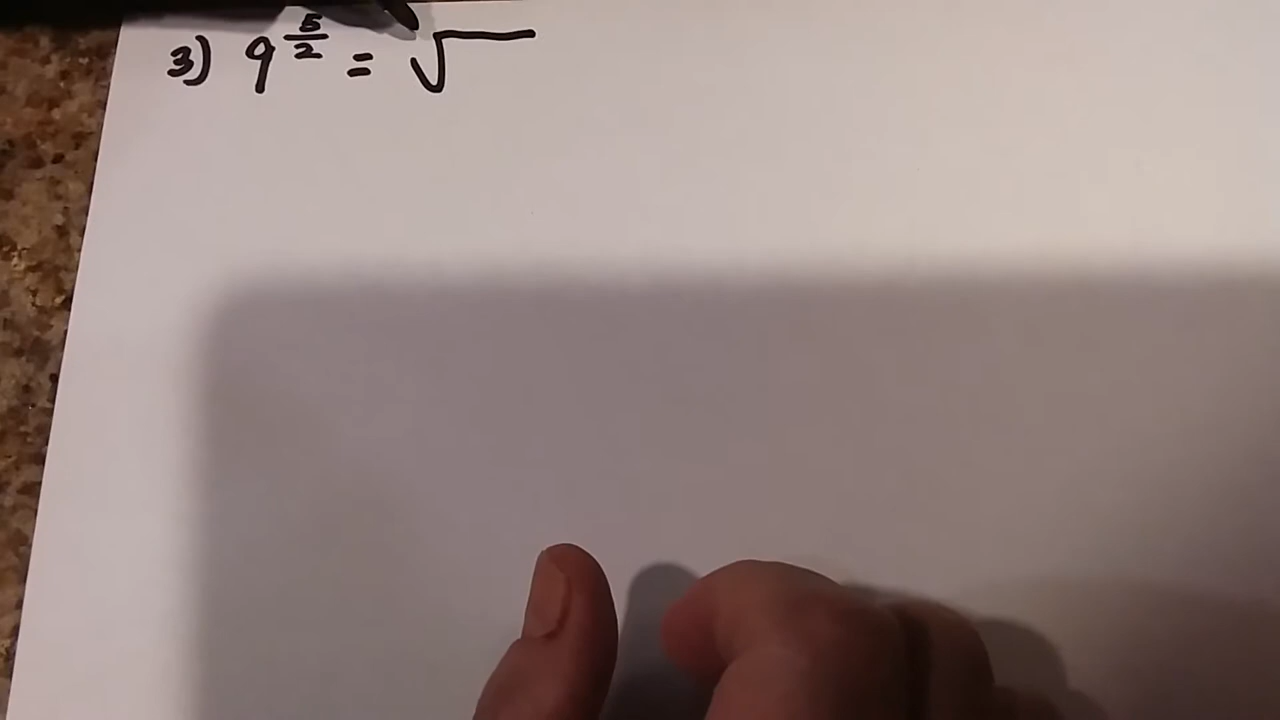 3) 9^{5/2} = √